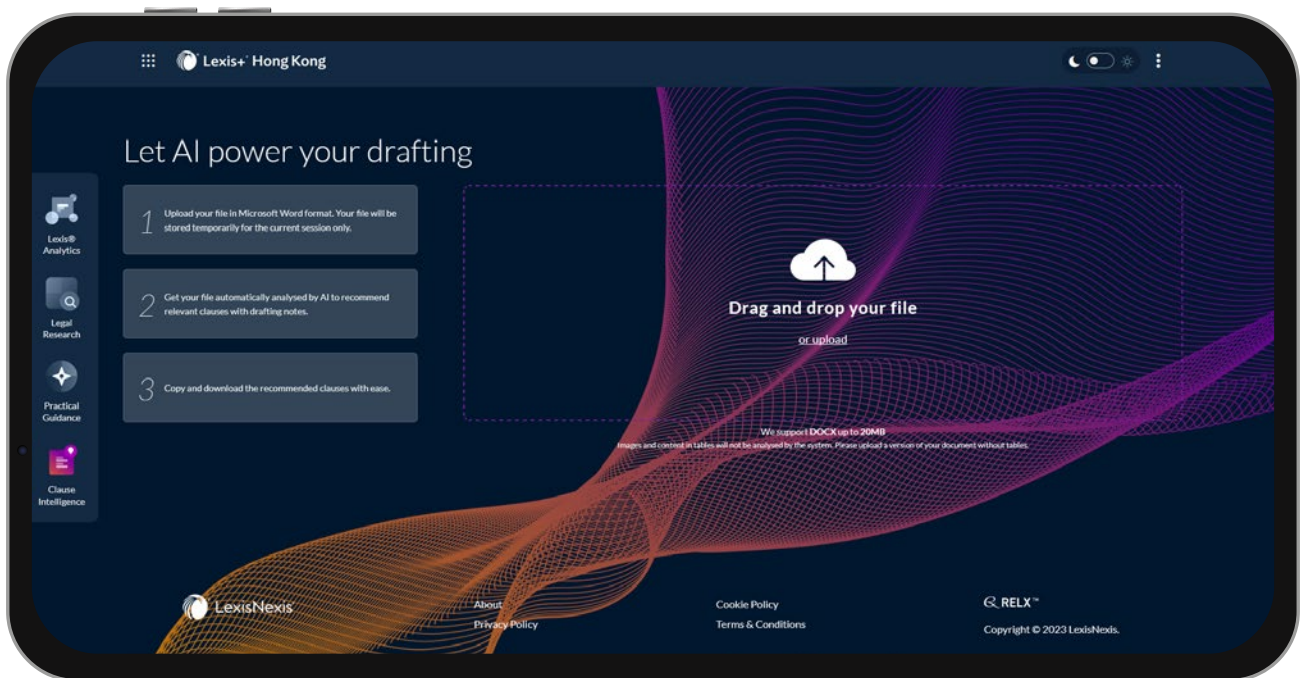 Lexis+® Hong Kong
Let AI power your drafting
Lexis®
Analytics
Legal
Research
Practical
Guidance
Clause
Intelligence
1
Upload your file in Microsoft Word format. Your file will be
stored temporarily for the current session only.
2
Get your file automatically analysed by AI to recommend
relevant clauses with drafting notes.
3
Copy and download the recommended clauses with ease.
Drag and drop your file
or upload
We support DOCX up to 20MB
Images and content in tables will not be analysed by the system. Please upload a version of your document without tables.
LexisNexis
About
Privacy Policy
Cookie Policy
Terms & Conditions
RELX™
Copyright © 2023 LexisNexis.